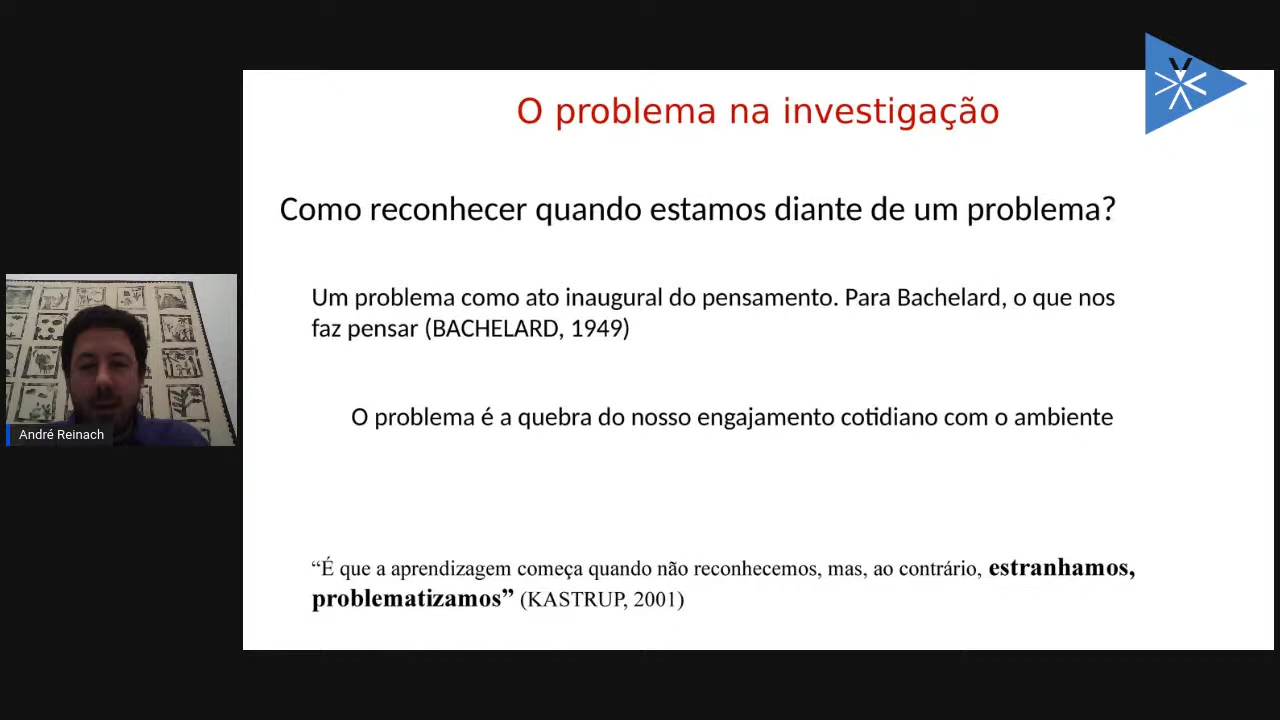 O problema na investigação
Como reconhecer quando estamos diante de um problema?
Um problema como ato inaugural do pensamento. Para Bachelard, o que nos
faz pensar (BACHELARD, 1949)
O problema é a quebra do nosso engajamento cotidiano com o ambiente
André Reinach
“É que a aprendizagem começa quando não reconhecemos, mas, ao contrário, estranhamos,
problematizamos” (KASTRUP, 2001)